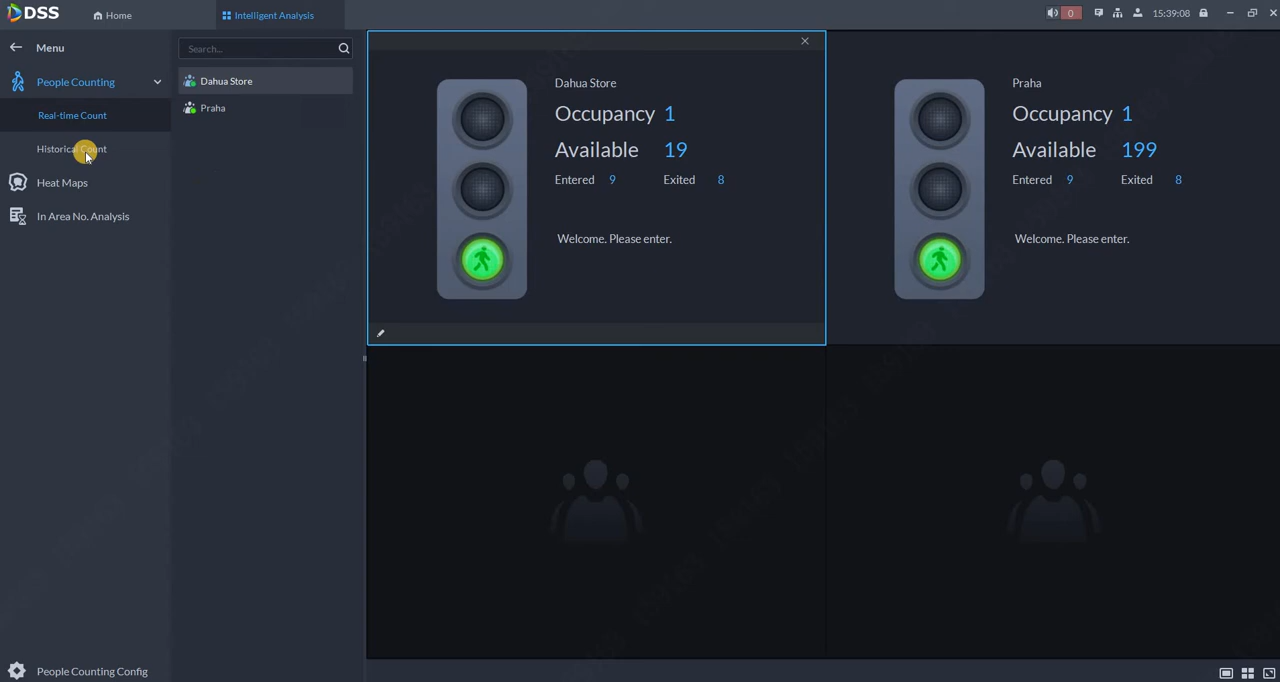 DSS
Home
Intelligent Analysis
0
15:39:08
Menu
Search...
People Counting
Dahua Store
Praha
Real-time Count
Historical Count
Heat Maps
In Area No. Analysis
People Counting Config
Dahua Store
Occupancy 1
Available 19
Entered 9 Exited 8
Welcome. Please enter.
Praha
Occupancy 1
Available 199
Entered 9 Exited 8
Welcome. Please enter.